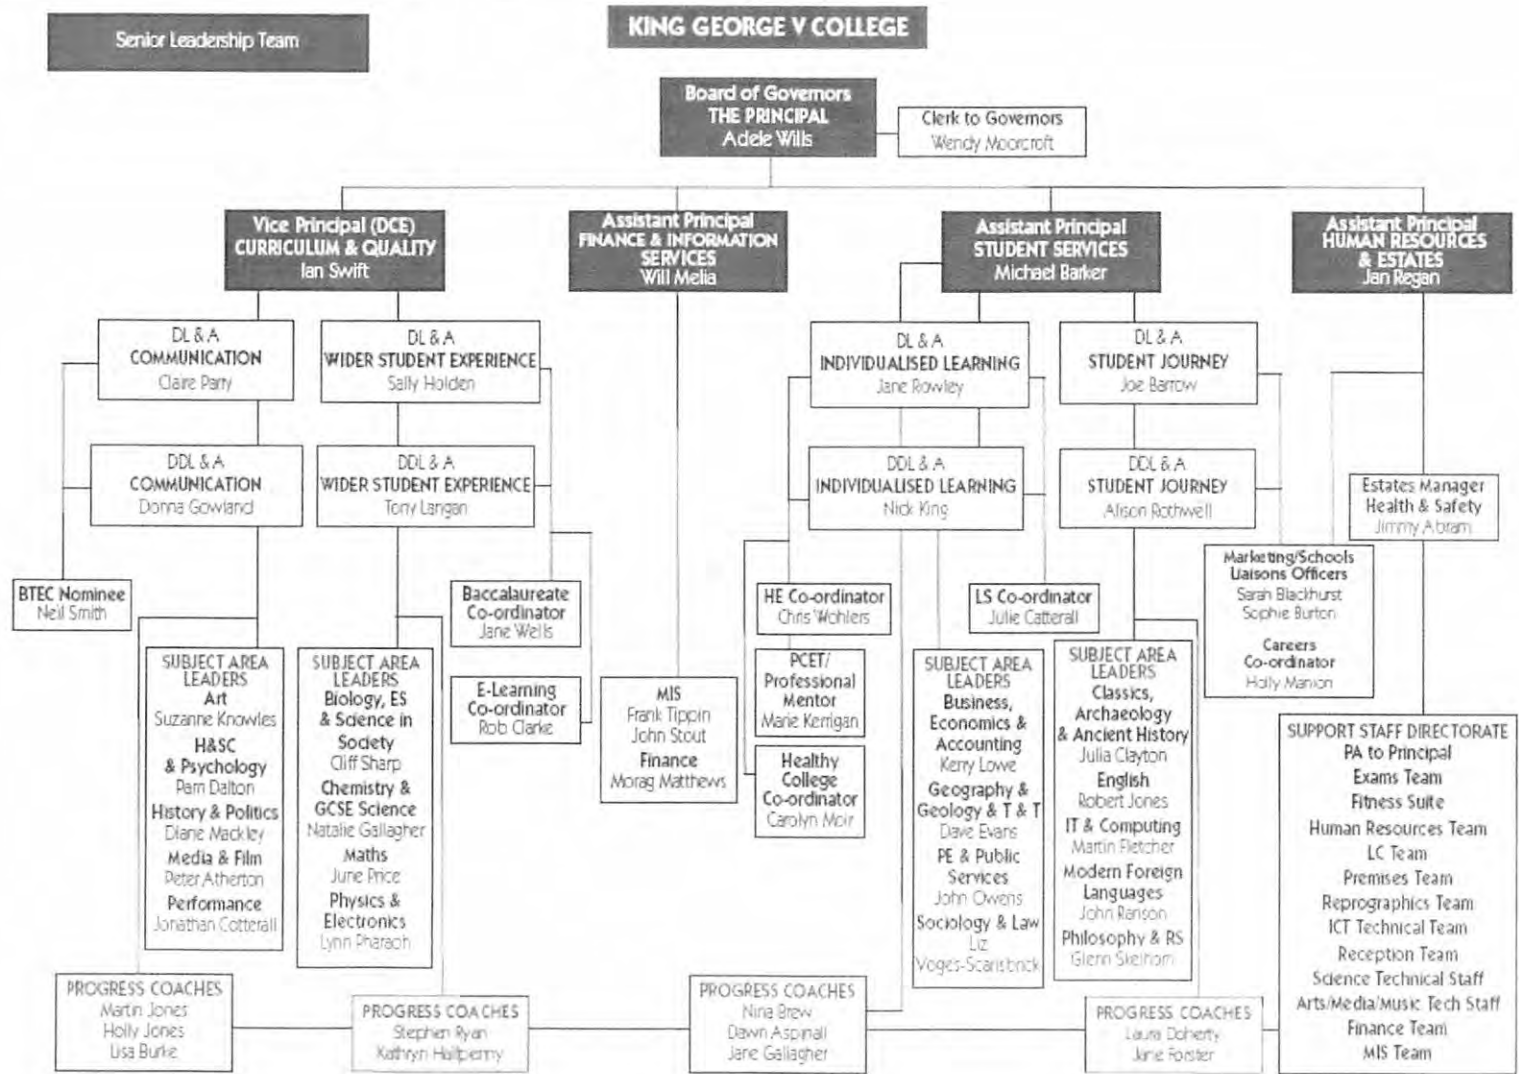 Senior Leadership Team
KING GEORGE V COLLEGE
Board of Governors
THE PRINCIPAL
Adele Wills
Clerk to Governors
Wendy Moorcroft
Vice Principal (DCE)
CURRICULUM & QUALITY
Ian Swift
Assistant Principal
FINANCE & INFORMATION
SERVICES
Will Melia
Assistant Principal
STUDENT SERVICES
Michael Barker
Assistant Principal
HUMAN RESOURCES
& ESTATES
Jan Regan
DL & A
COMMUNICATION
Claire Parry
DL & A
WIDER STUDENT EXPERIENCE
Sally Holden
DL & A
INDIVIDUALISED LEARNING
Jane Rowley
DL & A
STUDENT JOURNEY
Joe Barrow
DDL & A
COMMUNICATION
Donna Gowland
DDL & A
WIDER STUDENT EXPERIENCE
Tony Langan
DDL & A
INDIVIDUALISED LEARNING
Nick King
DDL & A
STUDENT JOURNEY
Alison Rothwell
Estates Manager
Health & Safety
Jimmy Abram
BTEC Nominee
Neil Smith
Baccalaureate
Co-ordinator
Jane Wells
HE Co-ordinator
Chris Wohlers
LS Co-ordinator
Julie Catterall
Marketing/Schools
Liaisons Officers
Sarah Blackhurst
Sophie Burton
Careers
Co-ordinator
Holly Manion
SUBJECT AREA
LEADERS
Art
Suzanne Knowles
H&SC
& Psychology
Pam Dalton
History & Politics
Diane Mackley
Media & Film
Peter Atherton
Performance
Jonathan Cotterall
SUBJECT AREA
LEADERS
Biology, ES
& Science in
Society
Cliff Sharp
Chemistry &
GCSE Science
Natalie Gallagher
Maths
June Price
Physics &
Electronics
Lynn Pharaoh
E-Learning
Co-ordinator
Rob Clarke
MIS
Frank Tippin
John Stout
Finance
Morag Matthews
PCET/
Professional
Mentor
Marie Kerrigan
Healthy
College
Co-ordinator
Carolyn Moir
SUBJECT AREA
LEADERS
Business,
Economics &
Accounting
Kerry Lowe
Geography &
Geology & T & T
Dave Evans
PE & Public
Services
John Owens
Sociology & Law
Liz
Voges-Scarisbrick
SUBJECT AREA
LEADERS
Classics,
Archaeology
& Ancient History
Julia Clayton
English
Robert Jones
IT & Computing
Martin Fletcher
Modern Foreign
Languages
John Ranson
Philosophy & RS
Glenn Skelhorn
SUPPORT STAFF DIRECTORATE
PA to Principal
Exams Team
Fitness Suite
Human Resources Team
LC Team
Premises Team
Reprographics Team
ICT Technical Team
Reception Team
Science Technical Staff
Arts/Media/Music Tech Staff
Finance Team
MIS Team
PROGRESS COACHES
Martin Jones
Holly Jones
Lisa Burke
PROGRESS COACHES
Stephen Ryan
Kathryn Halfpenny
PROGRESS COACHES
Nina Brew
Dawn Aspinall
Jane Gallagher
PROGRESS COACHES
Laura Doherty
Jane Forster